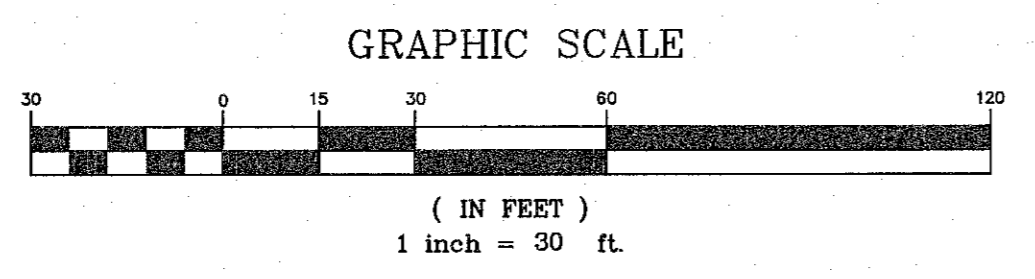 GRAPHIC SCALE
30 0 15 30 60 120
( IN FEET )
1 inch = 30 ft.